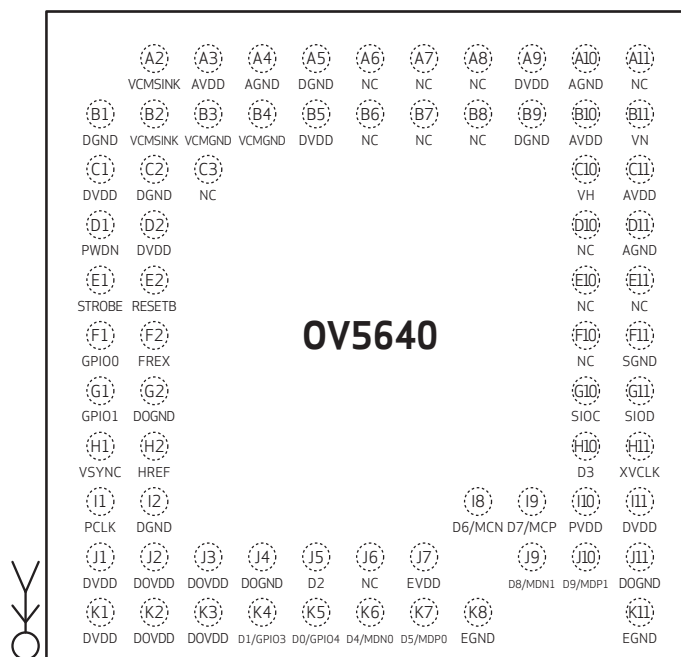 A2 A3 A4 A5 A6 A7 A8 A9 A10 A11
VCMSINK AVDD AGND DGND NC NC NC DVDD AGND NC
B1 B2 B3 B4 B5 B6 B7 B8 B9 B10 B11
DGND VCMSINK VCMGND VCMGND DVDD NC NC NC DGND AVDD VN
C1 C2 C3 C10 C11
DVDD DGND NC VH AVDD
D1 D2 D10 D11
PWDN DVDD NC AGND
E1 E2 E10 E11
STROBE RESETB NC NC
OV5640
F1 F2 F10 F11
GPIO0 FREX NC SGND
G1 G2 G10 G11
GPIO1 DOGND SIOC SIOD
H1 H2 H10 H11
VSYNC HREF D3 XVCLK
I1 I2 I8 I9 I10 I11
PCLK DGND D6/MCN D7/MCP PVDD DVDD
J1 J2 J3 J4 J5 J6 J7 J9 J10 J11
DVDD DOVDD DOVDD DOGND D2 NC EVDD D8/MDN1 D9/MDP1 DOGND
K1 K2 K3 K4 K5 K6 K7 K8 K11
DVDD DOVDD DOVDD D1/GPIO3 D0/GPIO4 D4/MDN0 D5/MDP0 EGND EGND